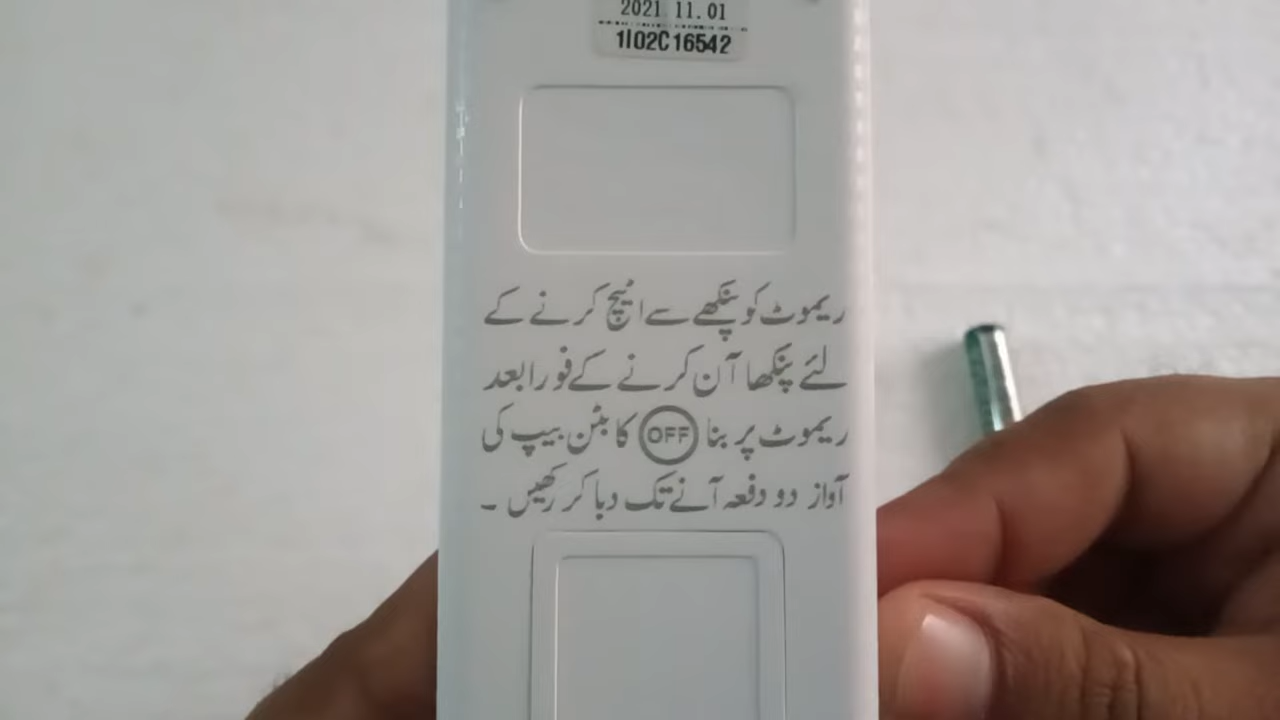 2021 11.01
1I02C16542
ریموٹ کو پنکھے سے اٹیچ کرنے کے
لئے پنکھا آن کرنے کے فورا بعد
ریموٹ پر بنا OFF کا بٹن بیپ کی
آواز دو دفعہ آنے تک دبا کر رکھیں ۔